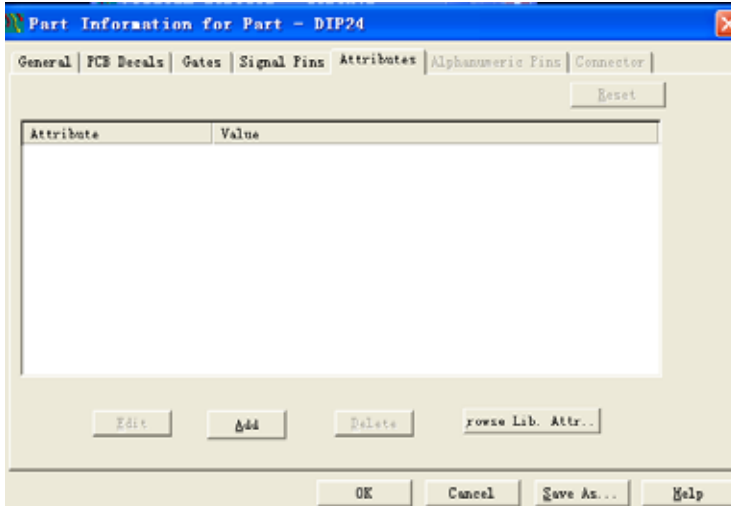 Part Information for Part - DIP24
General PCB Decals Gates Signal Pins Attributes Alphanumeric Pins Connector
Reset
Attribute Value
Edit Add Delete rowse Lib. Attr..
OK Cancel Save As... Help